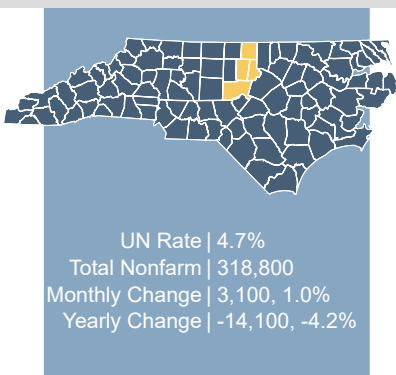 UN Rate | 4.7%
Total Nonfarm | 318,800
Monthly Change | 3,100, 1.0%
Yearly Change | -14,100, -4.2%